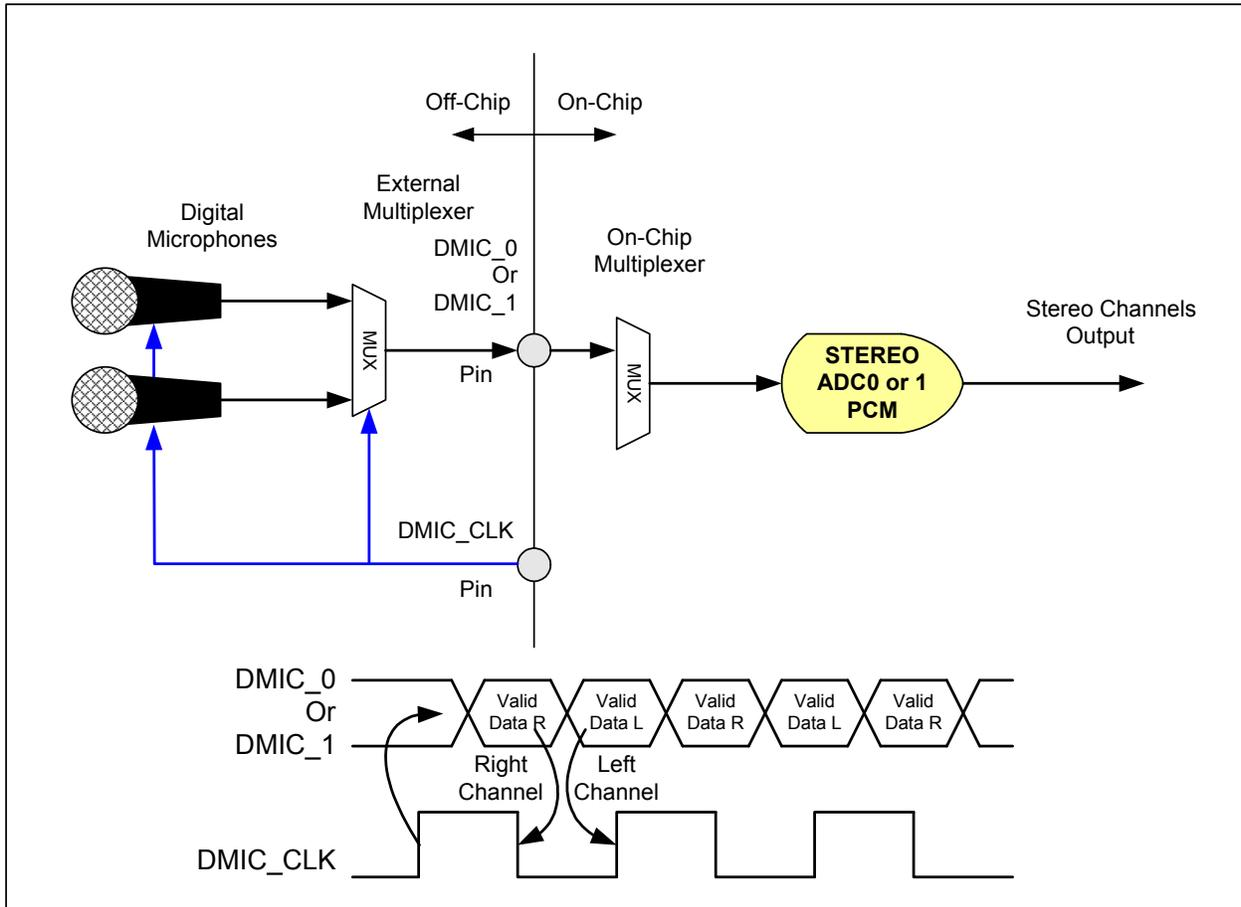 Off-Chip
On-Chip
External
Multiplexer
Digital
Microphones
DMIC_0
Or
DMIC_1
On-Chip
Multiplexer
MUX
Pin
MUX
STEREO
ADC0 or 1
PCM
Stereo Channels
Output
DMIC_CLK
Pin
DMIC_0
Or
DMIC_1
Valid
Data R
Valid
Data L
Valid
Data R
Valid
Data L
Valid
Data R
Right
Channel
Left
Channel
DMIC_CLK